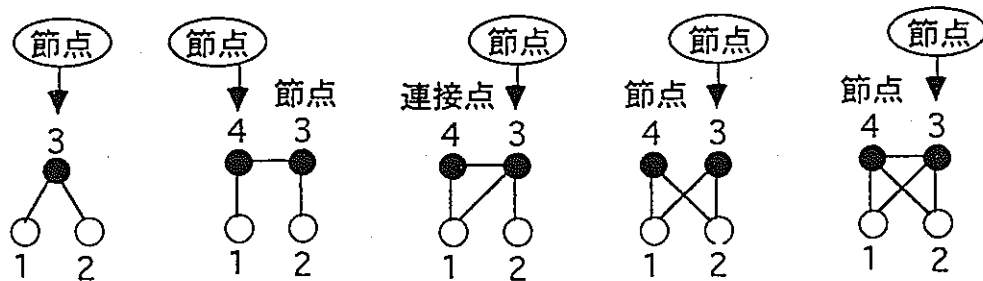 節点 節点 節点 節点 節点
節点 連接点 節点 節点
3 4 3 4 3 4 3 4 3
1 2 1 2 1 2 1 2 1 2